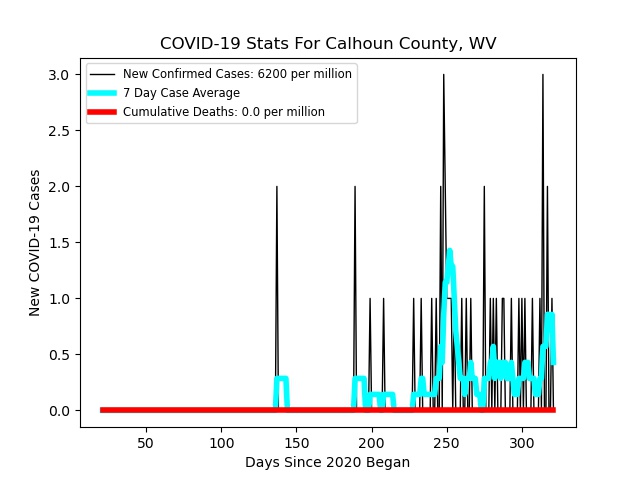 COVID-19 Stats For Calhoun County, WV
New Confirmed Cases: 6200 per million
7 Day Case Average
Cumulative Deaths: 0.0 per million
New COVID-19 Cases
3.0
2.5
2.0
1.5
1.0
0.5
0.0
50 100 150 200 250 300
Days Since 2020 Began